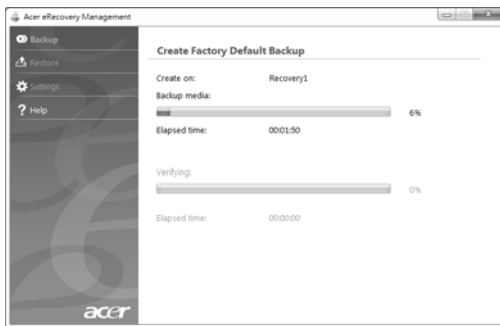 Acer eRecovery Management
Backup
Restore
Settings
? Help
Create Factory Default Backup
Create on: Recovery1
Backup media:
6%
Elapsed time: 00:01:50
Verifying:
0%
Elapsed time: 00:00:00
acer